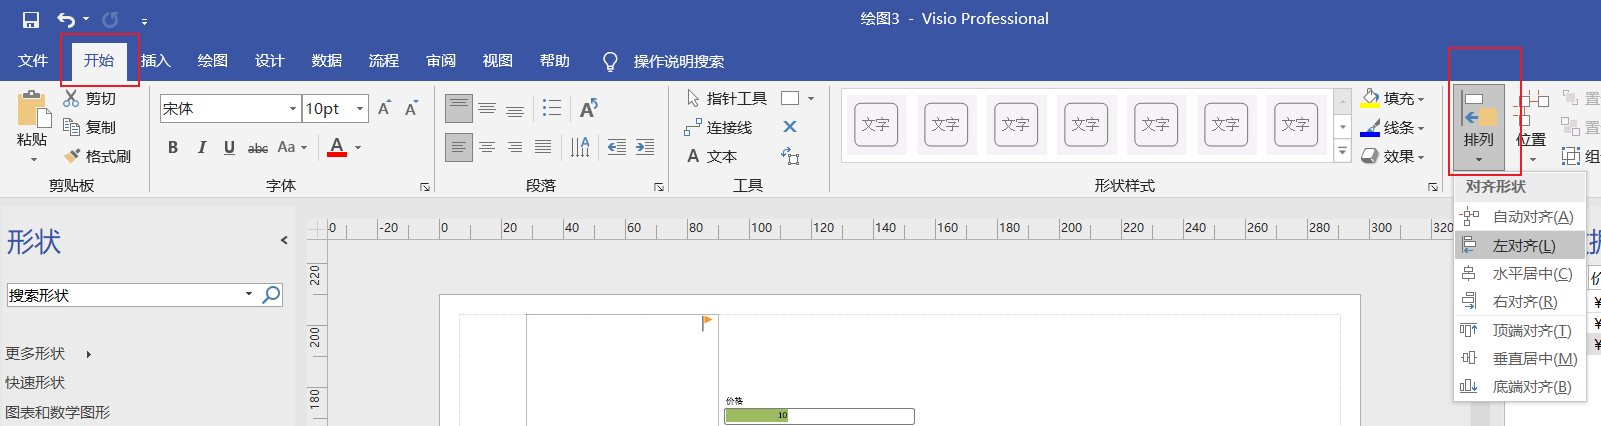 绘图3 - Visio Professional
文件 开始 插入 绘图 设计 数据 流程 审阅 视图 帮助 操作说明搜索
粘贴
剪切
复制
格式刷
剪贴板
宋体 10pt A A
B I U abc Aa A
字体
A
段落
指针工具
连接线
A 文本
工具
文字 文字 文字 文字 文字 文字 文字
形状样式
填充
线条
效果
排列
位置
置
置
组
对齐形状
自动对齐(A)
左对齐(L)
水平居中(C)
右对齐(R)
顶端对齐(T)
垂直居中(M)
底端对齐(B)
形状
搜索形状
更多形状
快速形状
图表和数学图形
-20 0 20 40 60 80 100 120 140 160 180 200 220 240 260 280 300 320
220
200
180
价格
10
¥
¥
¥